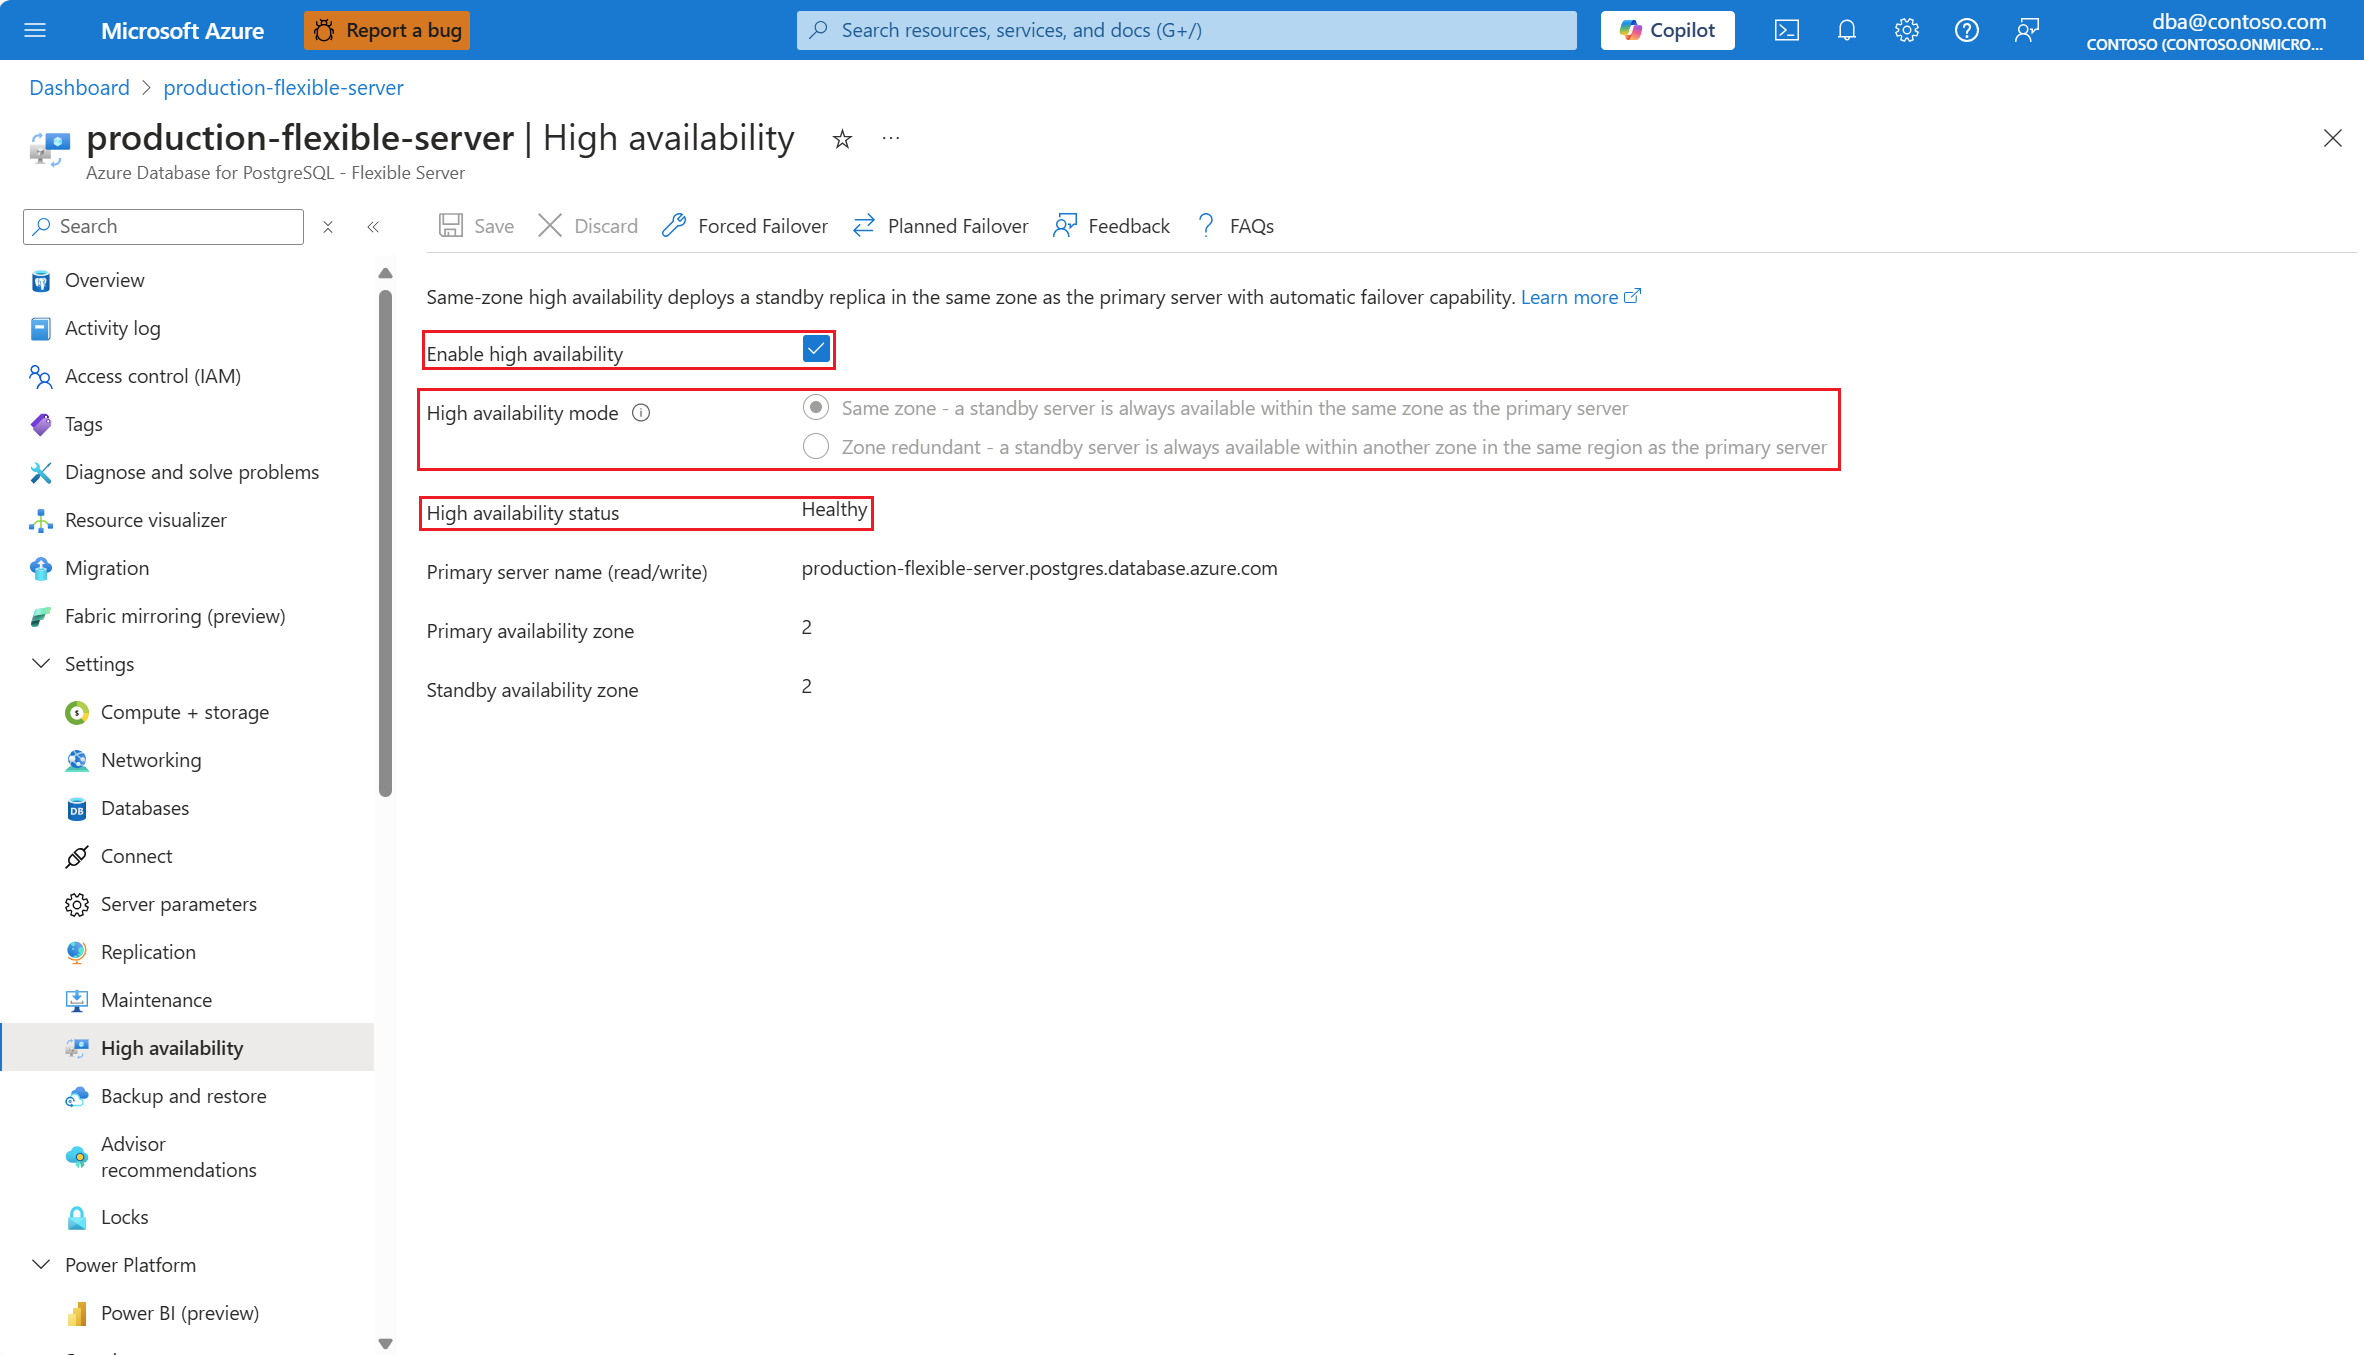 Microsoft Azure
Report a bug
Search resources, services, and docs (G+/)
Copilot
dba@contoso.com
CONTOSO (CONTOSO.ONMICRO...
Dashboard > production-flexible-server
production-flexible-server | High availability
Azure Database for PostgreSQL - Flexible Server
Search
Save
Discard
Forced Failover
Planned Failover
Feedback
FAQs
Overview
Activity log
Access control (IAM)
Tags
Diagnose and solve problems
Resource visualizer
Migration
Fabric mirroring (preview)
Settings
Compute + storage
Networking
Databases
Connect
Server parameters
Replication
Maintenance
High availability
Backup and restore
Advisor
recommendations
Locks
Power Platform
Power BI (preview)
Same-zone high availability deploys a standby replica in the same zone as the primary server with automatic failover capability. Learn more
Enable high availability
High availability mode
Same zone - a standby server is always available within the same zone as the primary server
Zone redundant - a standby server is always available within another zone in the same region as the primary server
High availability status Healthy
Primary server name (read/write) production-flexible-server.postgres.database.azure.com
Primary availability zone 2
Standby availability zone 2